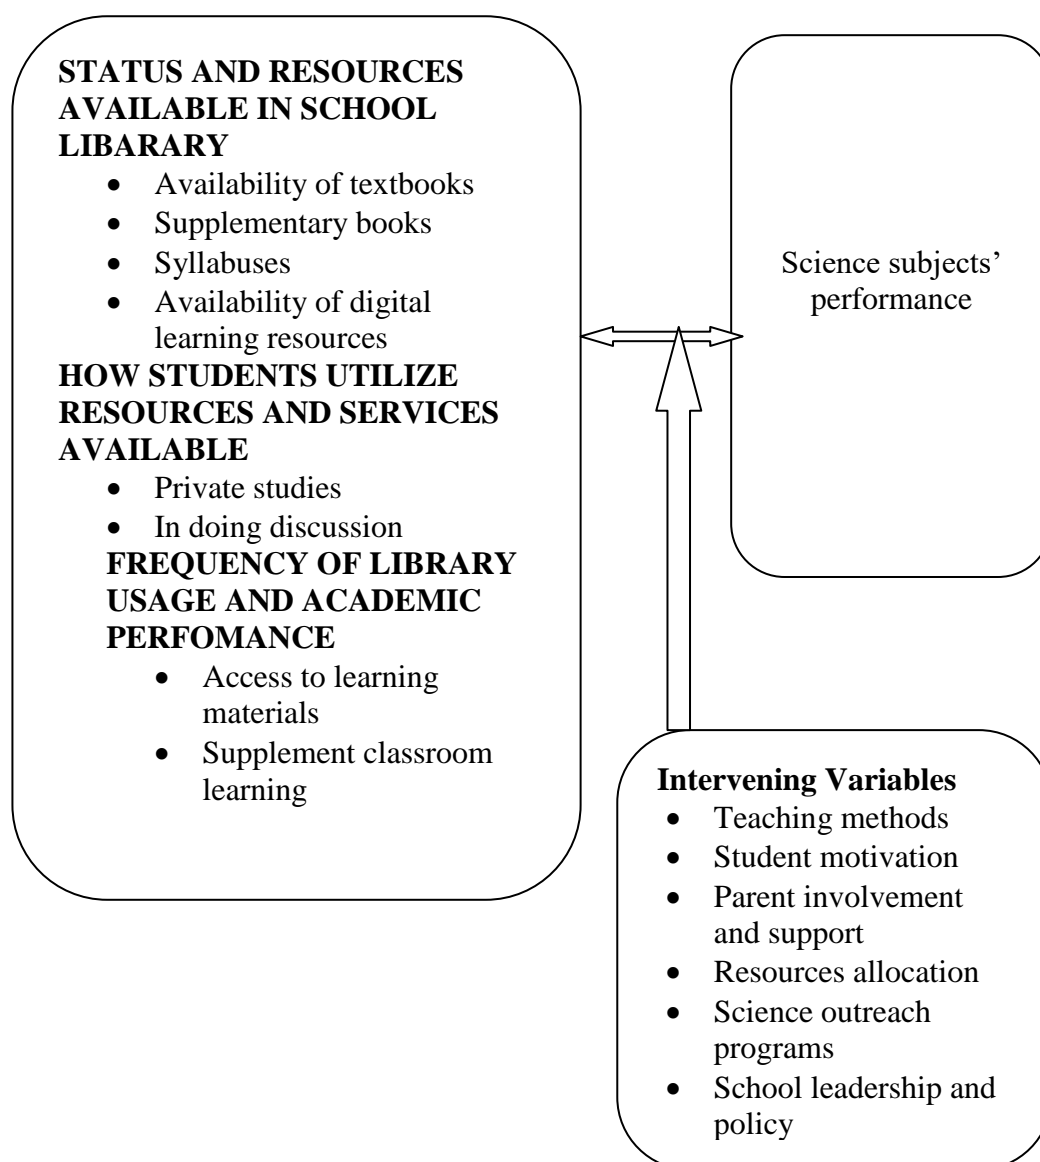 STATUS AND RESOURCES
AVAILABLE IN SCHOOL
LIBARARY
• Availability of textbooks
• Supplementary books
• Syllabuses
• Availability of digital
learning resources
HOW STUDENTS UTILIZE
RESOURCES AND SERVICES
AVAILABLE
• Private studies
• In doing discussion
FREQUENCY OF LIBRARY
USAGE AND ACADEMIC
PERFOMANCE
• Access to learning
materials
• Supplement classroom
learning
Science subjects’
performance
Intervening Variables
• Teaching methods
• Student motivation
• Parent involvement
and support
• Resources allocation
• Science outreach
programs
• School leadership and
policy